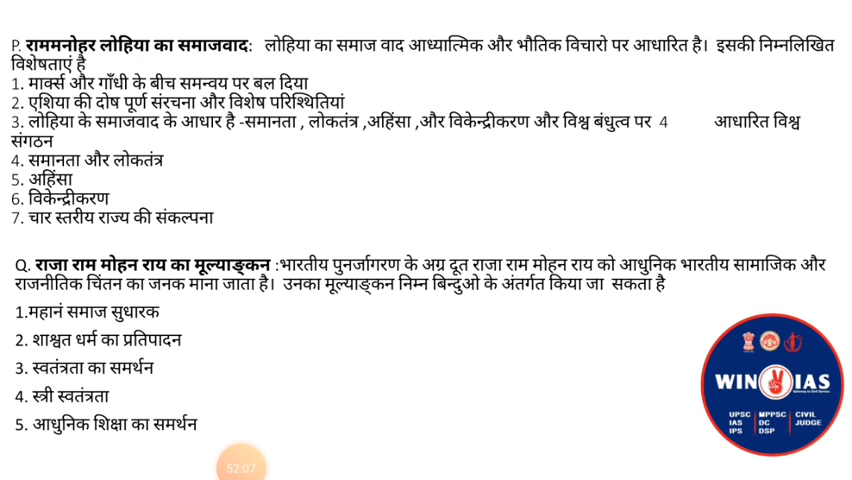 P. राममनोहर लोहिया का समाजवाद: लोहिया का समाज वाद आध्यात्मिक और भौतिक विचारो पर आधारित है। इसकी निम्नलिखित
विशेषताएं है
1. मार्क्स और गाँधी के बीच समन्वय पर बल दिया
2. एशिया की दोष पूर्ण संरचना और विशेष परिस्थितियां
3. लोहिया के समाजवाद के आधार है -समानता , लोकतंत्र ,अहिंसा ,और विकेन्द्रीकरण और विश्व बंधुत्व पर 4 आधारित विश्व
संगठन
4. समानता और लोकतंत्र
5. अहिंसा
6. विकेन्द्रीकरण
7. चार स्तरीय राज्य की संकल्पना
Q. राजा राम मोहन राय का मूल्याङ्कन :भारतीय पुनर्जागरण के अग्र दूत राजा राम मोहन राय को आधुनिक भारतीय सामाजिक और
राजनीतिक चिंतन का जनक माना जाता है। उनका मूल्याङ्कन निम्न बिन्दुओ के अंतर्गत किया जा सकता है
1.महानं समाज सुधारक
2. शाश्वत धर्म का प्रतिपादन
3. स्वतंत्रता का समर्थन
4. स्त्री स्वतंत्रता
5. आधुनिक शिक्षा का समर्थन
WIN IAS
UPSC MPPSC CIVIL
IAS DC JUDGE
IPS DSP
52:07